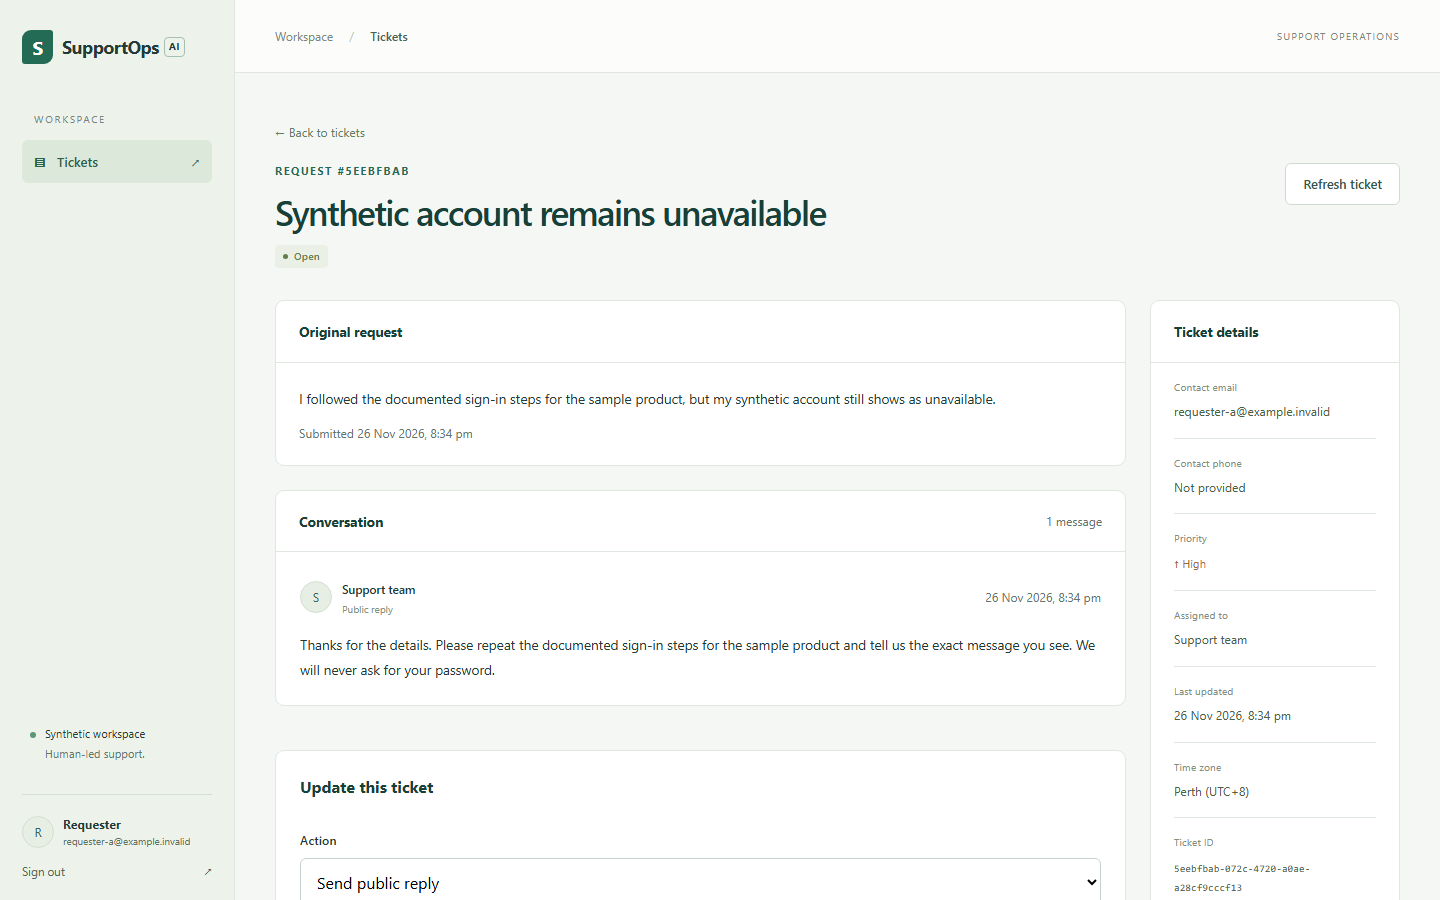 S SupportOps AI
WORKSPACE
Tickets ↗
Synthetic workspace
Human-led support.
R
Requester
requester-a@example.invalid
Sign out ↗
Workspace / Tickets
SUPPORT OPERATIONS
← Back to tickets
REQUEST #5EEBFBAB
Synthetic account remains unavailable
Open
Refresh ticket
Original request
I followed the documented sign-in steps for the sample product, but my synthetic account still shows as unavailable.
Submitted 26 Nov 2026, 8:34 pm
Conversation
1 message
S
Support team
Public reply
26 Nov 2026, 8:34 pm
Thanks for the details. Please repeat the documented sign-in steps for the sample product and tell us the exact message you see. We
will never ask for your password.
Update this ticket
Action
Send public reply
Ticket details
Contact email
requester-a@example.invalid
Contact phone
Not provided
Priority
↑ High
Assigned to
Support team
Last updated
26 Nov 2026, 8:34 pm
Time zone
Perth (UTC+8)
Ticket ID
5eebfbab-072c-4720-a0ae-
a28cf9cccf13